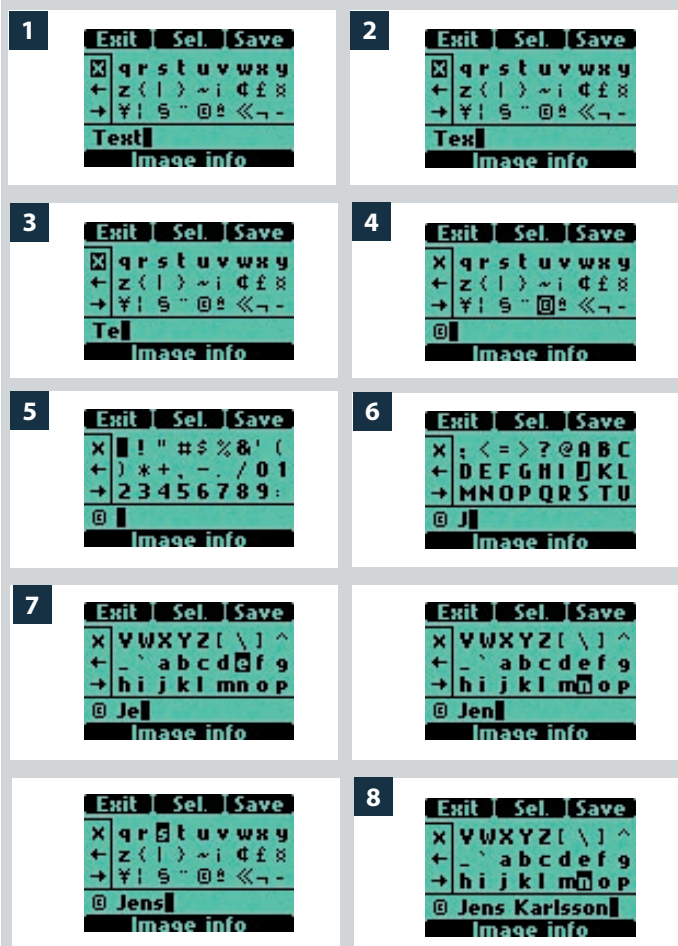 1
Exit Sel. Save
x q r s t u v w x y
← z { | } ~ ¡ ¢ £ ¤
→ ¥ ¦ § ¨ © ª « ¬ -
Text
Image info
2
Exit Sel. Save
x q r s t u v w x y
← z { | } ~ ¡ ¢ £ ¤
→ ¥ ¦ § ¨ © ª « ¬ -
Tex
Image info
3
Exit Sel. Save
x q r s t u v w x y
← z { | } ~ ¡ ¢ £ ¤
→ ¥ ¦ § ¨ © ª « ¬ -
Te
Image info
4
Exit Sel. Save
x q r s t u v w x y
← z { | } ~ ¡ ¢ £ ¤
→ ¥ ¦ § ¨ © ª « ¬ -
©
Image info
5
Exit Sel. Save
x ! " # $ % & ' (
← ) * + , - . / 0 1
→ 2 3 4 5 6 7 8 9 :
©
Image info
6
Exit Sel. Save
x ; < = > ? @ A B C
← D E F G H I J K L
→ M N O P Q R S T U
© J
Image info
7
Exit Sel. Save
x V W X Y Z [ \ ] ^
← _ ` a b c d e f g
→ h i j k l m n o p
© Je
Image info
Exit Sel. Save
x V W X Y Z [ \ ] ^
← _ ` a b c d e f g
→ h i j k l m n o p
© Jen
Image info
Exit Sel. Save
x q r s t u v w x y
← z { | } ~ ¡ ¢ £ ¤
→ ¥ ¦ § ¨ © ª « ¬ -
© Jens
Image info
8
Exit Sel. Save
x V W X Y Z [ \ ] ^
← _ ` a b c d e f g
→ h i j k l m n o p
© Jens Karlsson
Image info